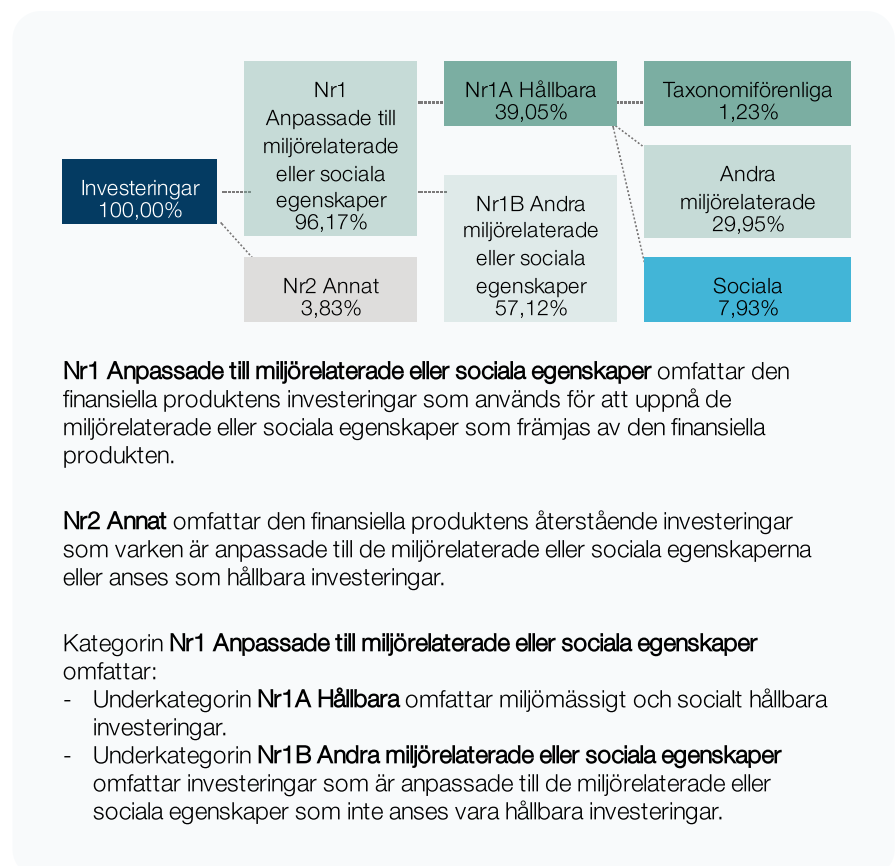 Investeringar
100,00%
Nr1
Anpassade till
miljörelaterade
eller sociala
egenskaper
96,17%
Nr2 Annat
3,83%
Nr1A Hållbara
39,05%
Nr1B Andra
miljörelaterade
eller sociala
egenskaper
57,12%
Taxonomiförenliga
1,23%
Andra
miljörelaterade
29,95%
Sociala
7,93%
Nr1 Anpassade till miljörelaterade eller sociala egenskaper omfattar den
finansiella produktens investeringar som används för att uppnå de
miljörelaterade eller sociala egenskaper som främjas av den finansiella
produkten.
Nr2 Annat omfattar den finansiella produktens återstående investeringar
som varken är anpassade till de miljörelaterade eller sociala egenskaperna
eller anses som hållbara investeringar.
Kategorin Nr1 Anpassade till miljörelaterade eller sociala egenskaper
omfattar:
- Underkategorin Nr1A Hållbara omfattar miljömässigt och socialt hållbara
investeringar.
- Underkategorin Nr1B Andra miljörelaterade eller sociala egenskaper
omfattar investeringar som är anpassade till de miljörelaterade eller
sociala egenskaper som inte anses vara hållbara investeringar.